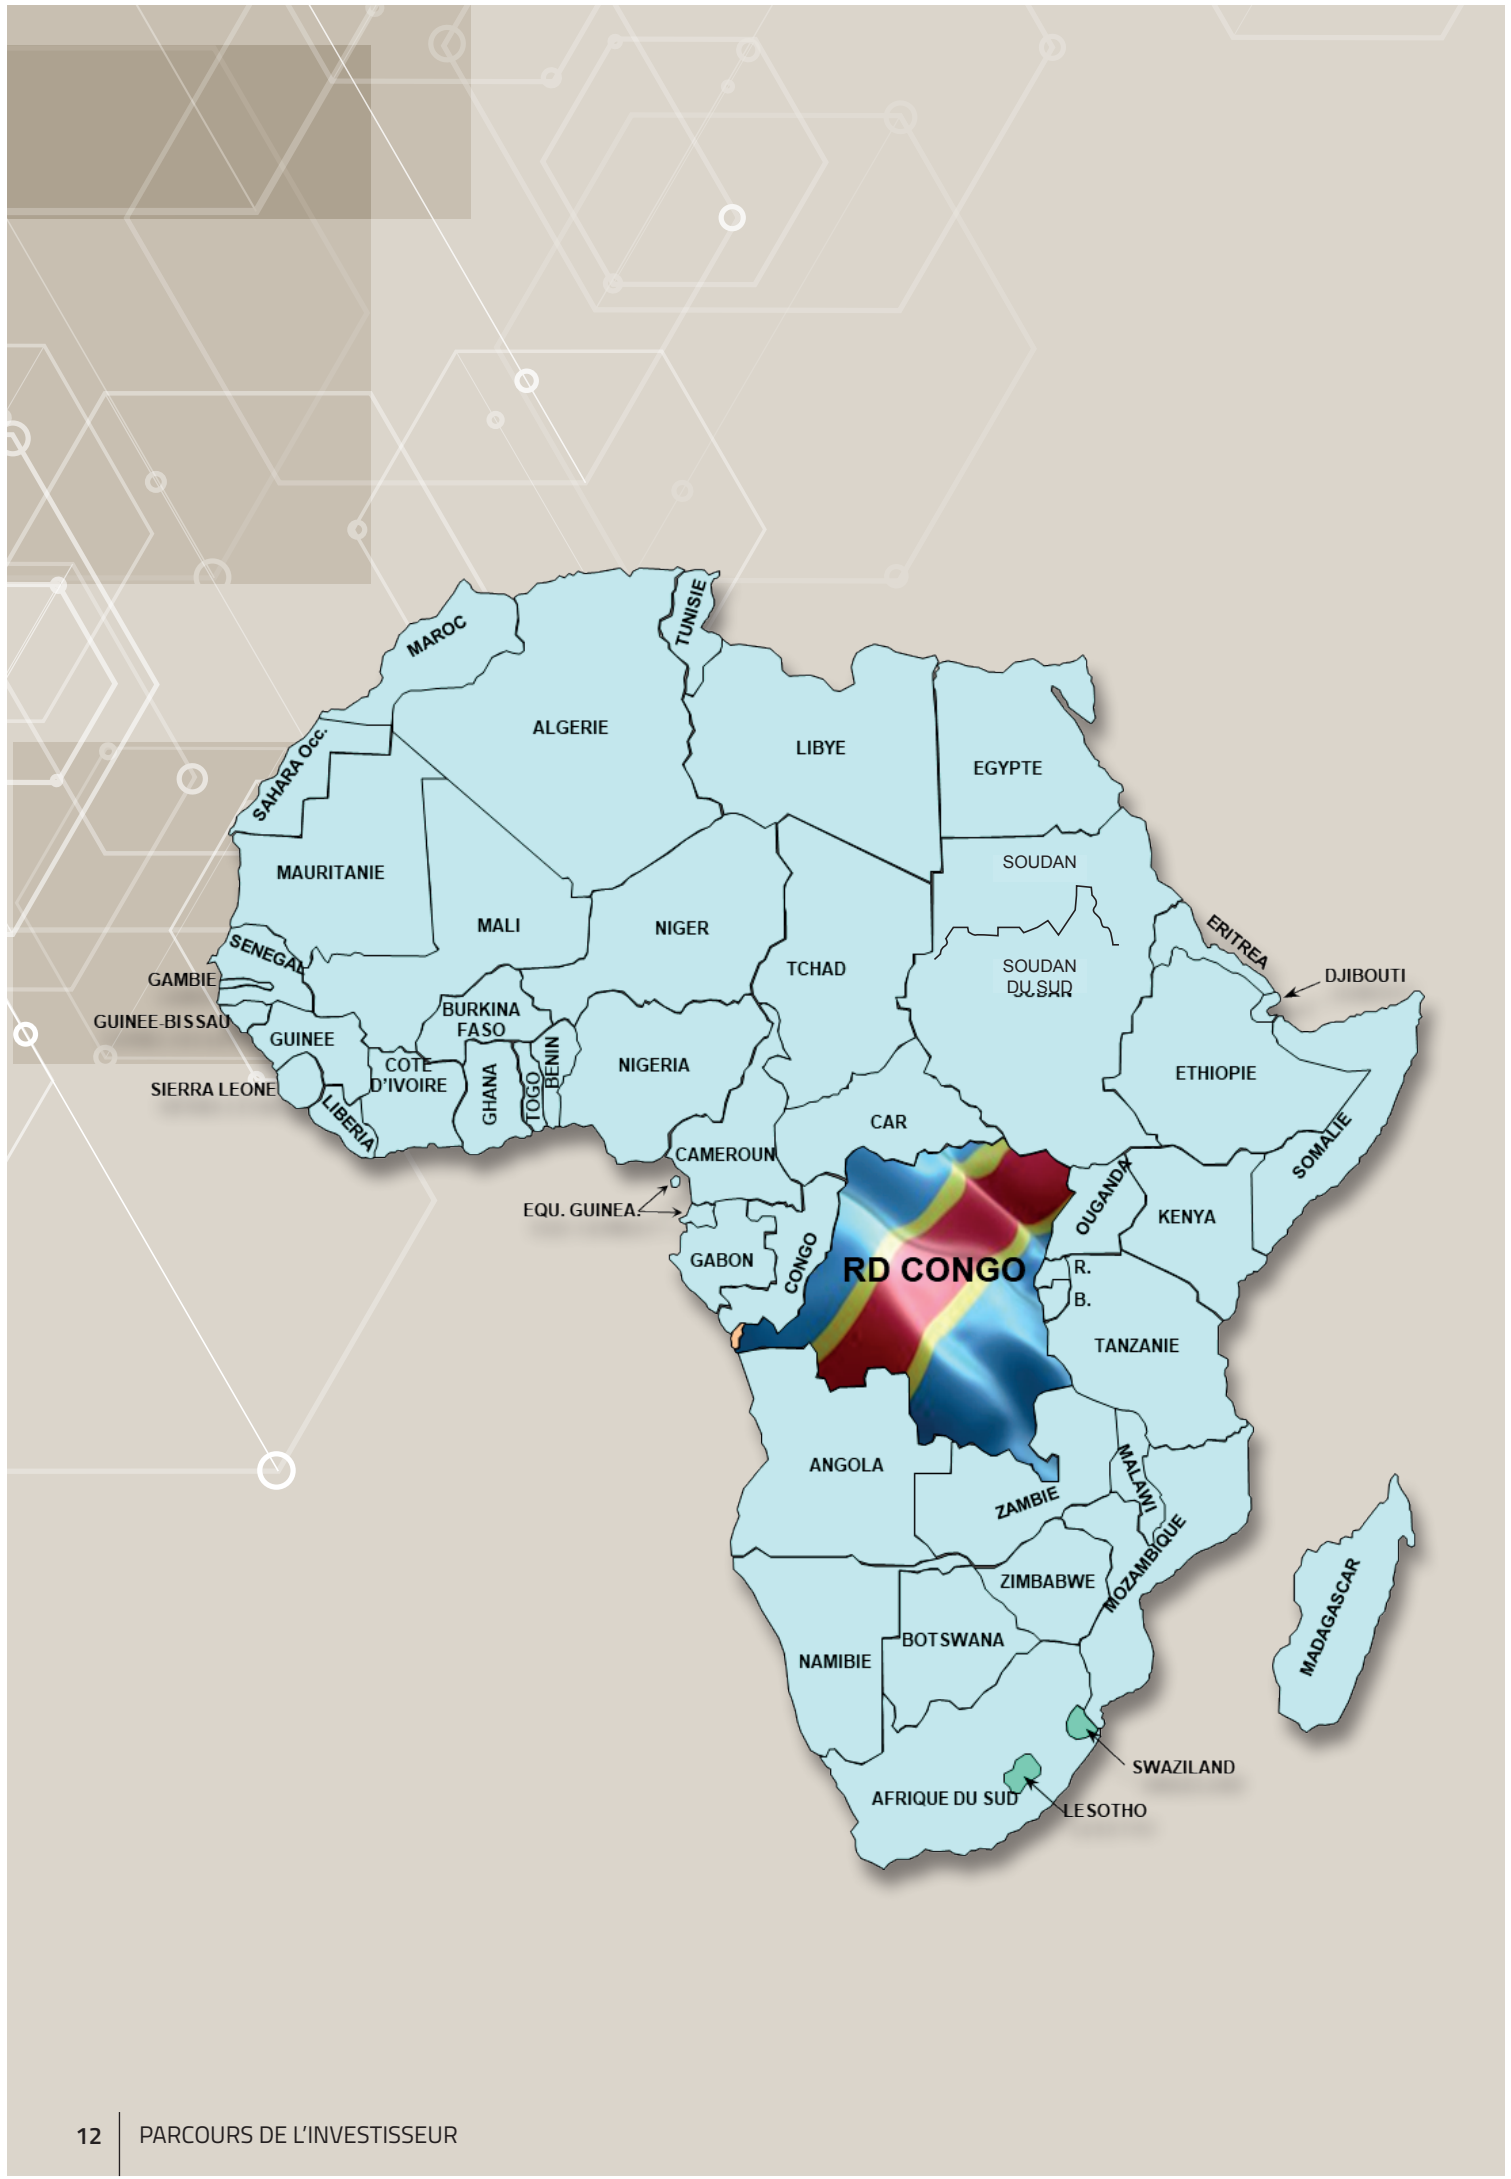 TUNISIE
MAROC
ALGERIE
LIBYE
EGYPTE
SAHARA Occ.
MAURITANIE
MALI
NIGER
TCHAD
SOUDAN
ERITREA
SENEGAL
GAMBIE
SOUDAN
DU SUD
DJIBOUTI
GUINEE-BISSAU
GUINEE
BURKINA
FASO
COTE
D'IVOIRE
GHANA
TOGO
BENIN
NIGERIA
ETHIOPIE
SIERRA LEONE
LIBERIA
CAR
SOMALIE
CAMEROUN
EQU. GUINEA.
OUGANDA
KENYA
GABON
CONGO
RD CONGO
R.
B.
TANZANIE
ANGOLA
ZAMBIE
MALAWI
MOZAMBIQUE
ZIMBABWE
MADAGASCAR
NAMIBIE
BOTSWANA
SWAZILAND
AFRIQUE DU SUD
LESOTHO
12
PARCOURS DE L'INVESTISSEUR